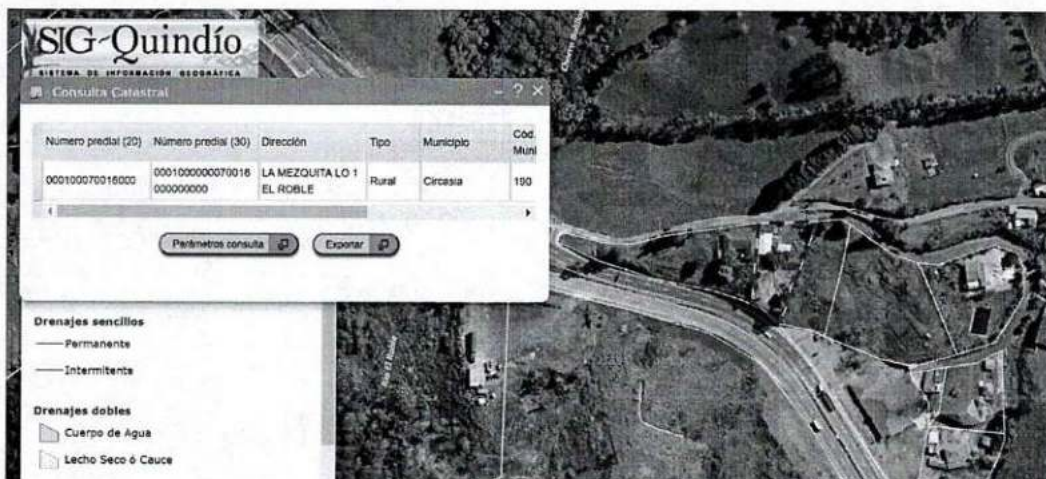 SIG-Quindío
SISTEMA DE INFORMACIÓN GEOGRÁFICA
Consulta Catastral
Número predial (20) Número predial (30) Dirección Tipo Municipio Cód. Muni
000100070016000 0001000000070016 000000000 LA MEZQUITA LO 1 EL ROBLE Rural Circasia 190
Parámetros consulta Exportar
Drenajes sencillos
Permanente
Intermitente
Drenajes dobles
Cuerpo de Agua
Lecho Seco ó Cauce